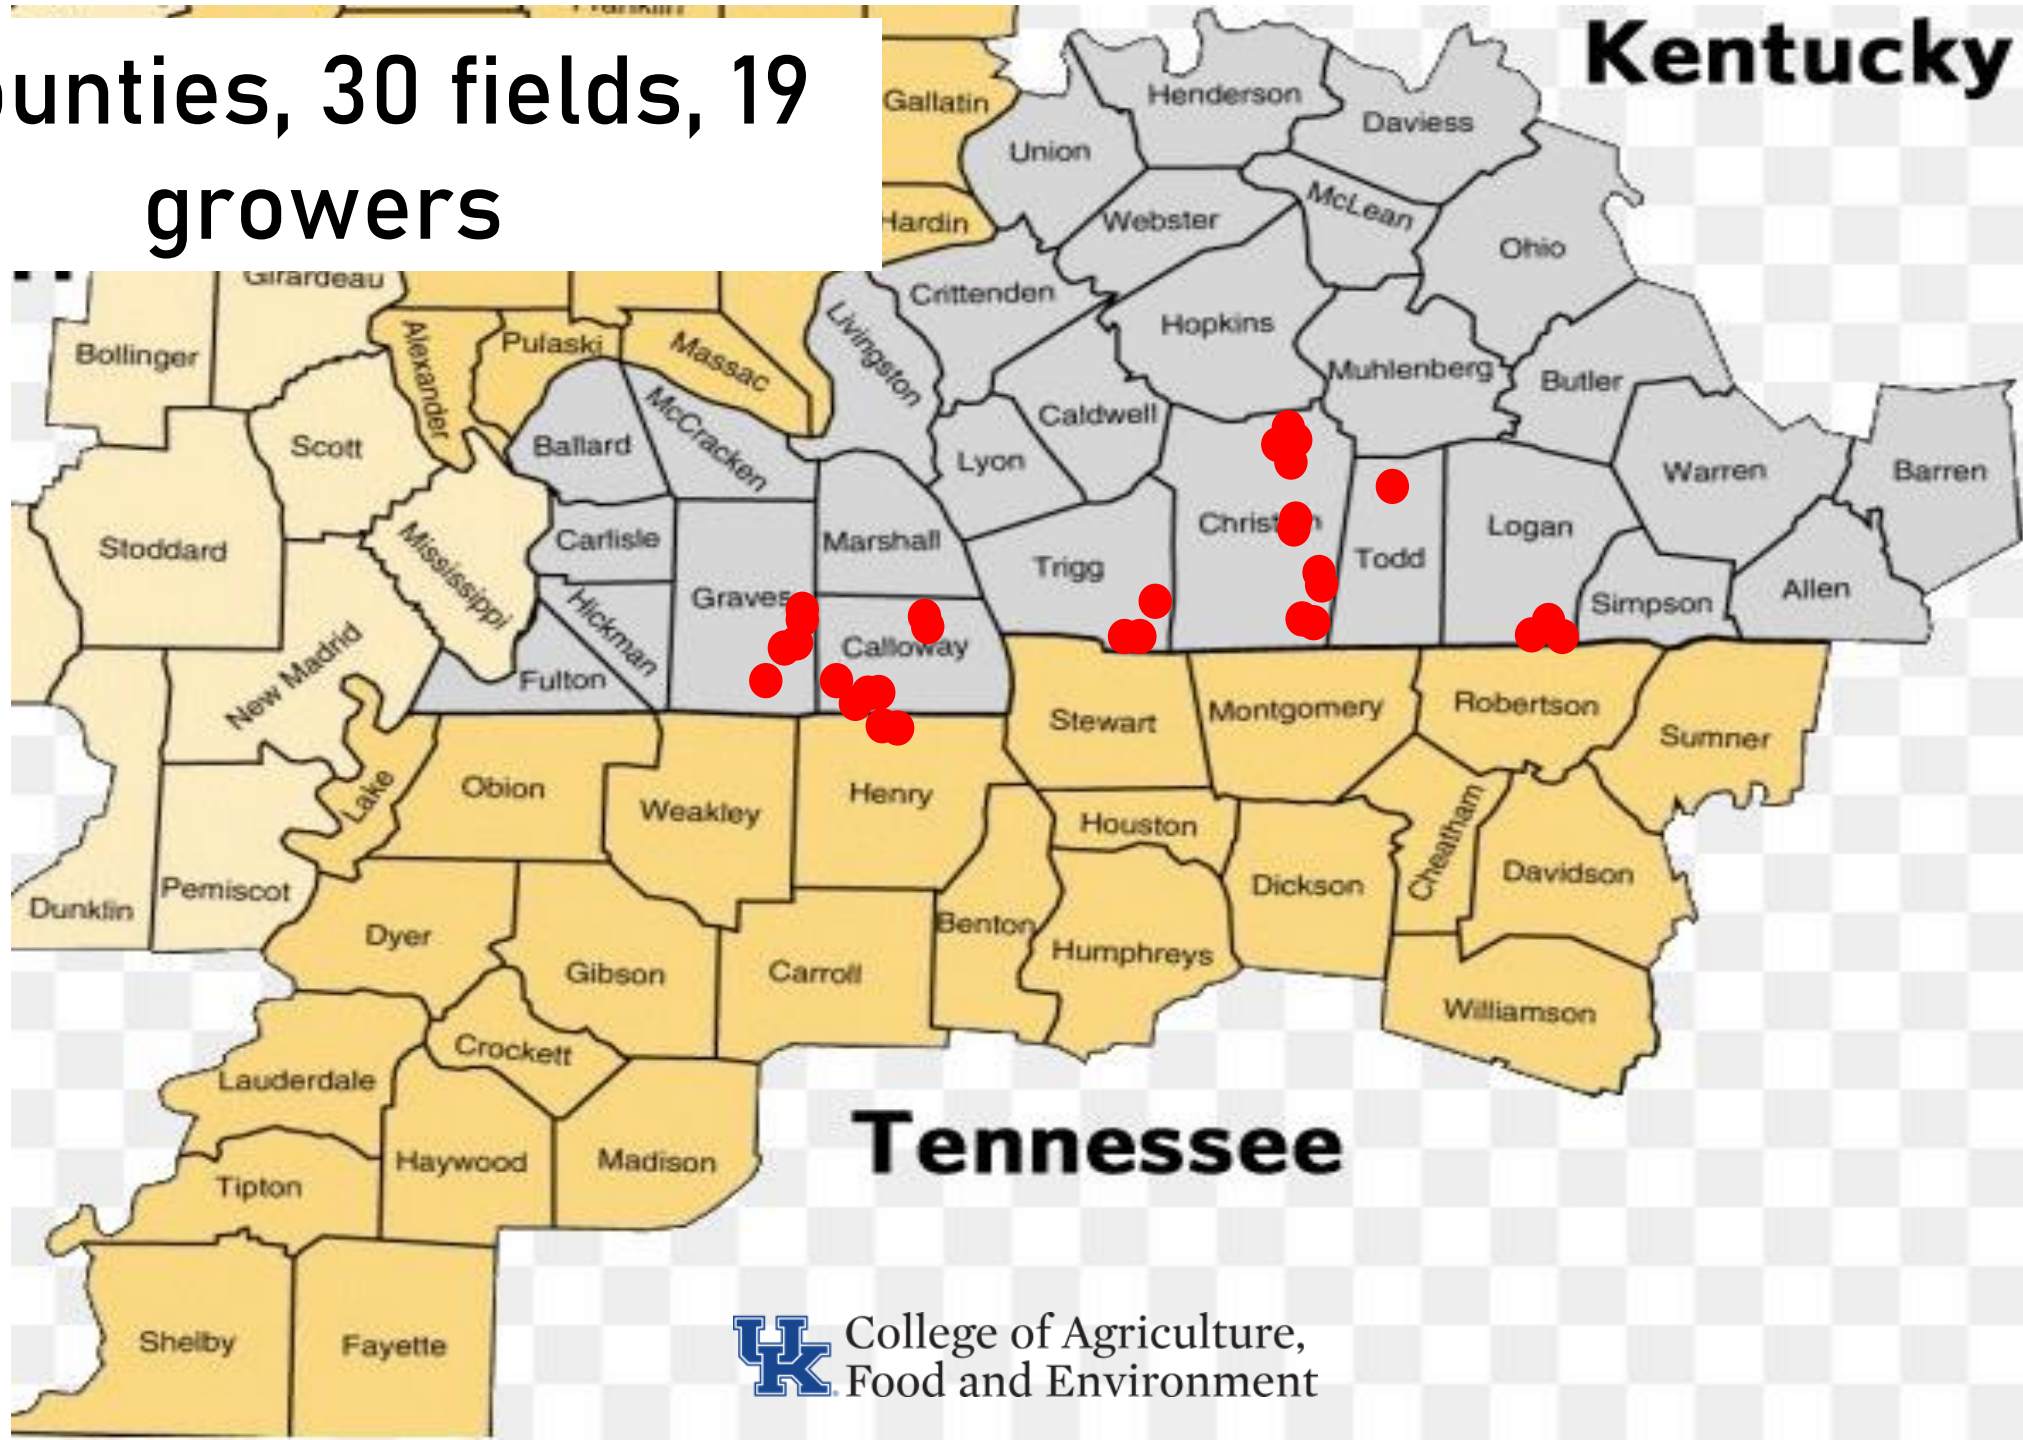 Kentucky
ounties, 30 fields, 19
growers
Gallatin
Hardin
Henderson
Daviess
Union
McLean
Webster
Ohio
Girardeau
Crittenden
Livingston
Hopkins
Bollinger
Alexander
Pulaski
Massac
Muhlenberg
Butler
McCracken
Caldwell
Scott
Ballard
Lyon
Warren
Barren
Stoddard
Mississippi
Carlisle
Marshall
Logan
Trigg
Todd
Graves
Hickman
Calloway
Simpson
Allen
New Madrid
Fulton
Stewart
Montgomery
Robertson
Sumner
Lake
Obion
Weakley
Henry
Houston
Cheatham
Dunklin
Pemiscot
Dickson
Davidson
Dyer
Benton
Gibson
Carroll
Humphreys
Williamson
Crockett
Lauderdale
Tennessee
Haywood
Madison
Tipton
Shelby
Fayette
UK
College of Agriculture,
Food and Environment